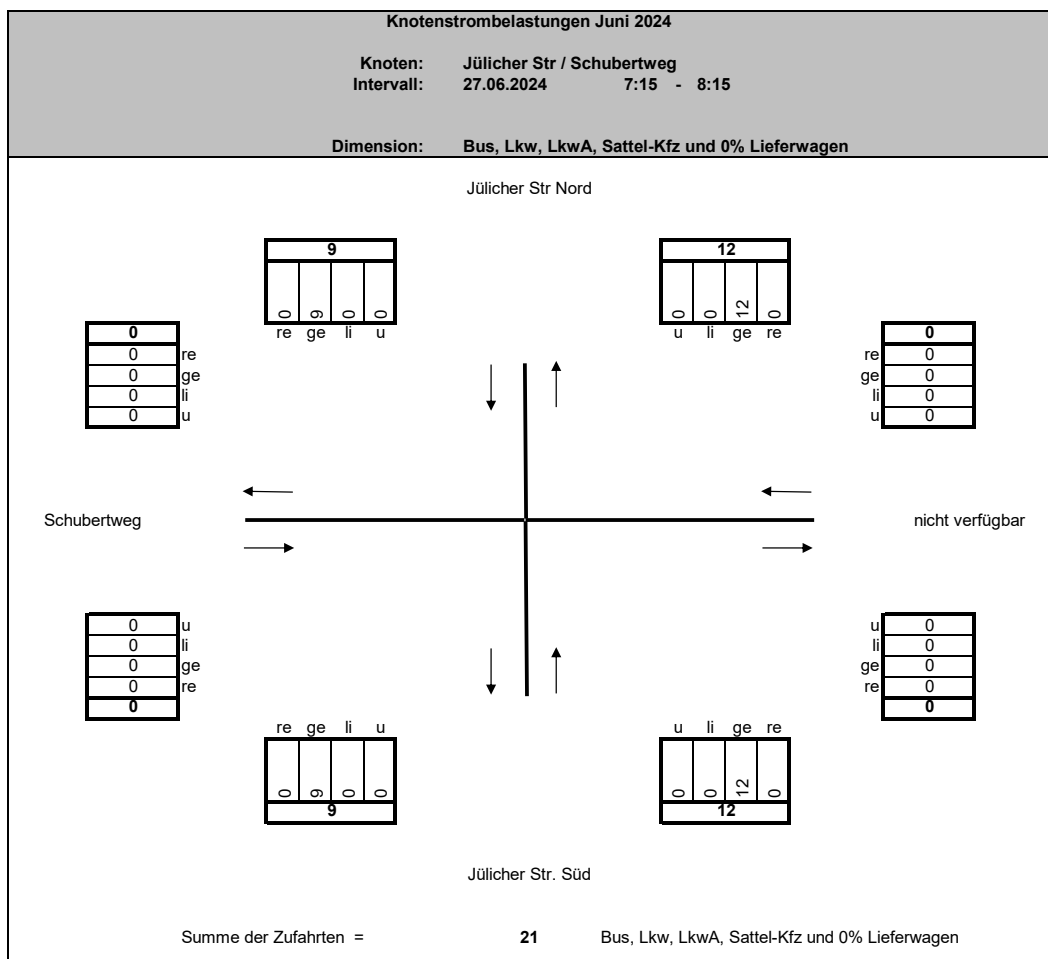 Knotenstrombelastungen Juni 2024
Knoten: Jülicher Str / Schubertweg
Intervall: 27.06.2024 7:15 - 8:15
Dimension: Bus, Lkw, LkwA, Sattel-Kfz und 0% Lieferwagen
Jülicher Str Nord
9 12
0 9 0 0 0 0 12 0
re ge li u u li ge re
0 0
0 re re 0
0 ge ge 0
0 li li 0
0 u u 0
Schubertweg nicht verfügbar
0 u u 0
0 li li 0
0 ge ge 0
0 re re 0
0 0
re ge li u u li ge re
0 9 0 0 0 0 12 0
9 12
Jülicher Str. Süd
Summe der Zufahrten = 21 Bus, Lkw, LkwA, Sattel-Kfz und 0% Lieferwagen